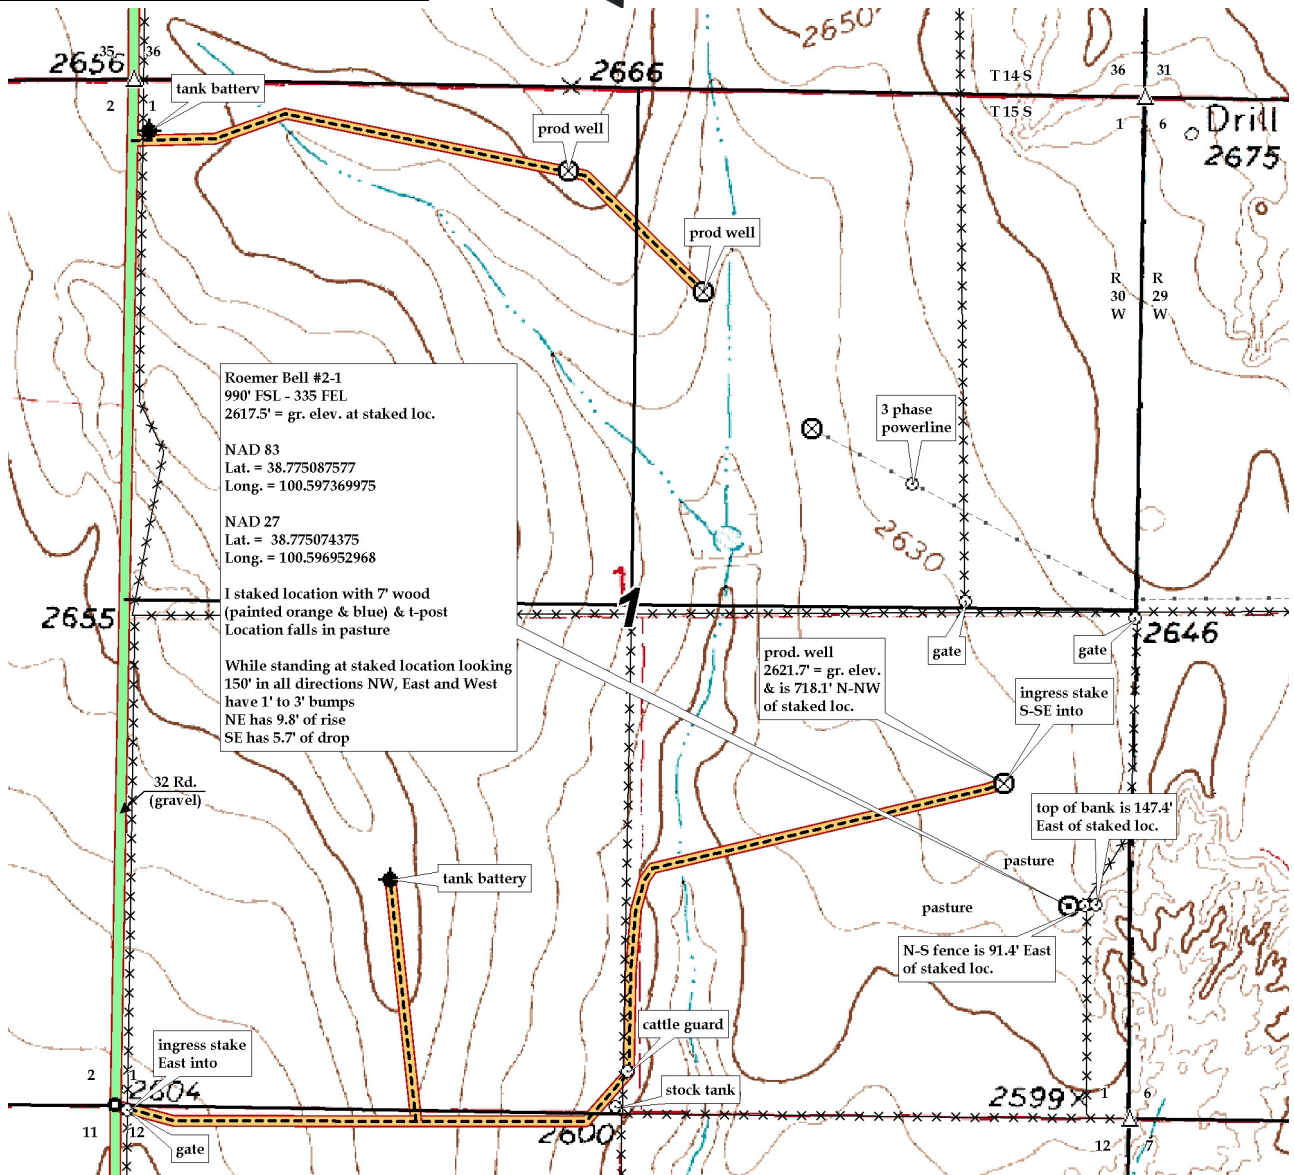 2650
35 36
2656
2666
T 14 S
36 31
tank battery
2 1
T 15 S
1 6
Drill
2675
prod well
prod well
R R
30 29
W W
Roemer Bell #2-1
990' FSL - 335 FEL
2617.5' = gr. elev. at staked loc.
NAD 83
Lat. = 38.775087577
Long. = 100.597369975
NAD 27
Lat. = 38.775074375
Long. = 100.596952968
I staked location with 7' wood
(painted orange & blue) & t-post
Location falls in pasture
While standing at staked location looking
150' in all directions NW, East and West
have 1' to 3' bumps
NE has 9.8' of rise
SE has 5.7' of drop
3 phase
powerline
2630
1
1
2655
2646
gate
gate
prod. well
2621.7' = gr. elev.
& is 718.1' N-NW
of staked loc.
ingress stake
S-SE into
32 Rd.
(gravel)
top of bank is 147.4'
East of staked loc.
pasture
tank battery
pasture
N-S fence is 91.4' East
of staked loc.
cattle guard
ingress stake
East into
2 1
2604
stock tank
2599
1 6
11 12
2600
gate
12 7